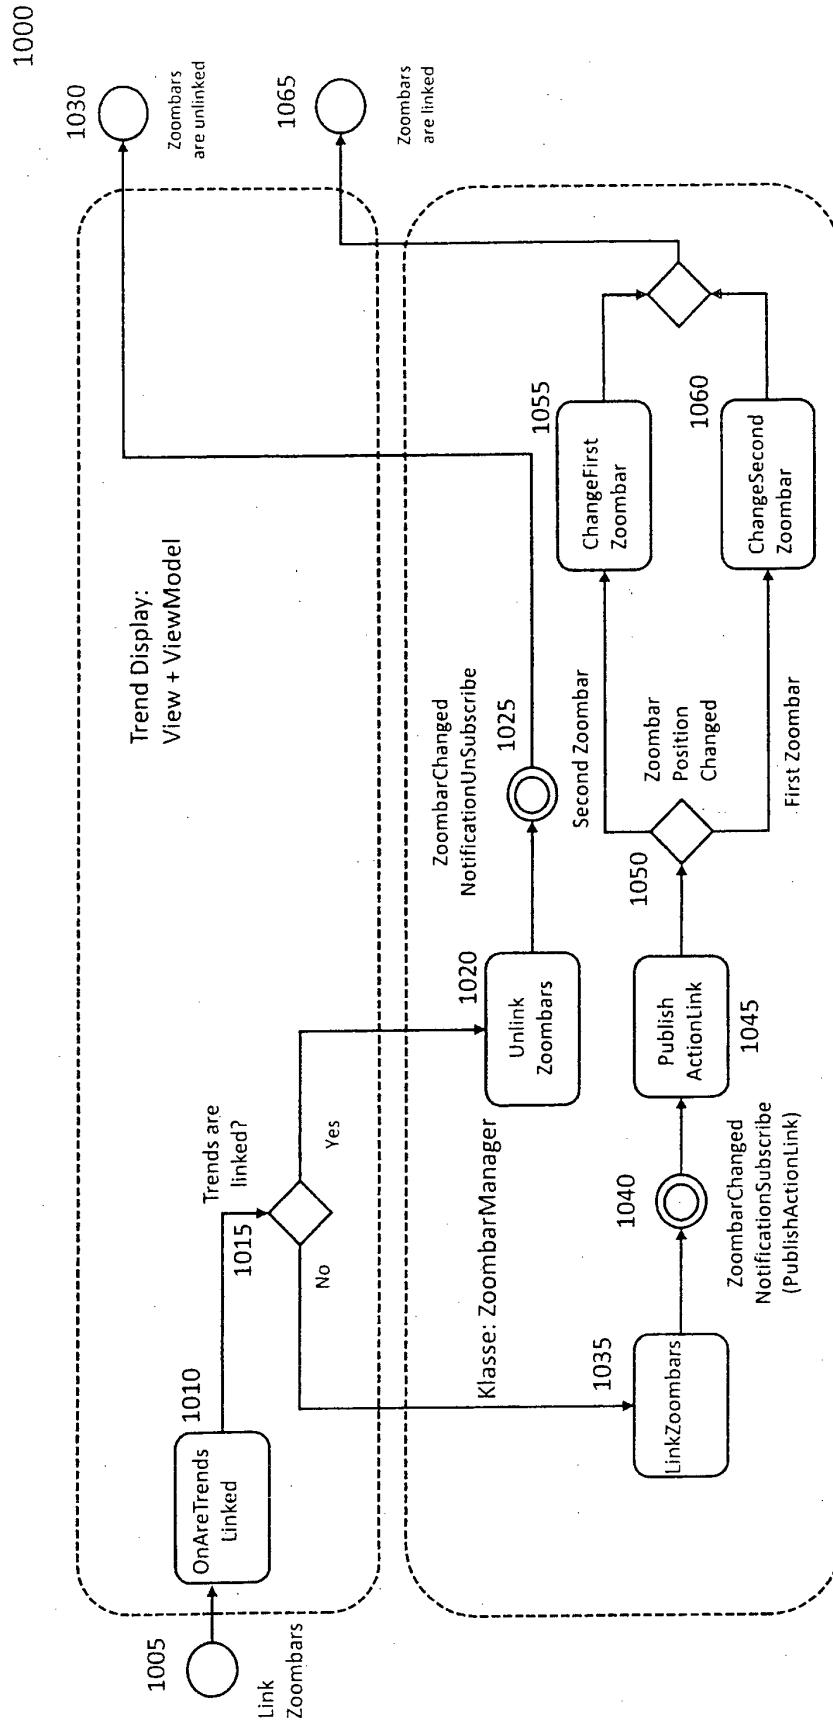 1000
1005
Link
Zoombars
OnAreTrends
Linked
1010
Trends are
linked?
1015
No
Yes
Trend Display:
View + ViewModel
1030
Zoombars
are unlinked
1065
Zoombars
are linked
Klasse: ZoombarManager
1020
Unlink
Zoombars
ZoombarChanged
NotificationUnSubscribe
1025
1035
LinkZoombars
1040
ZoombarChanged
NotificationSubscribe
(PublishActionLink)
Publish
ActionLink
1045
1050
Zoombar
Position
Changed
Second Zoombar
First Zoombar
1055
ChangeFirst
Zoombar
1060
ChangeSecond
Zoombar